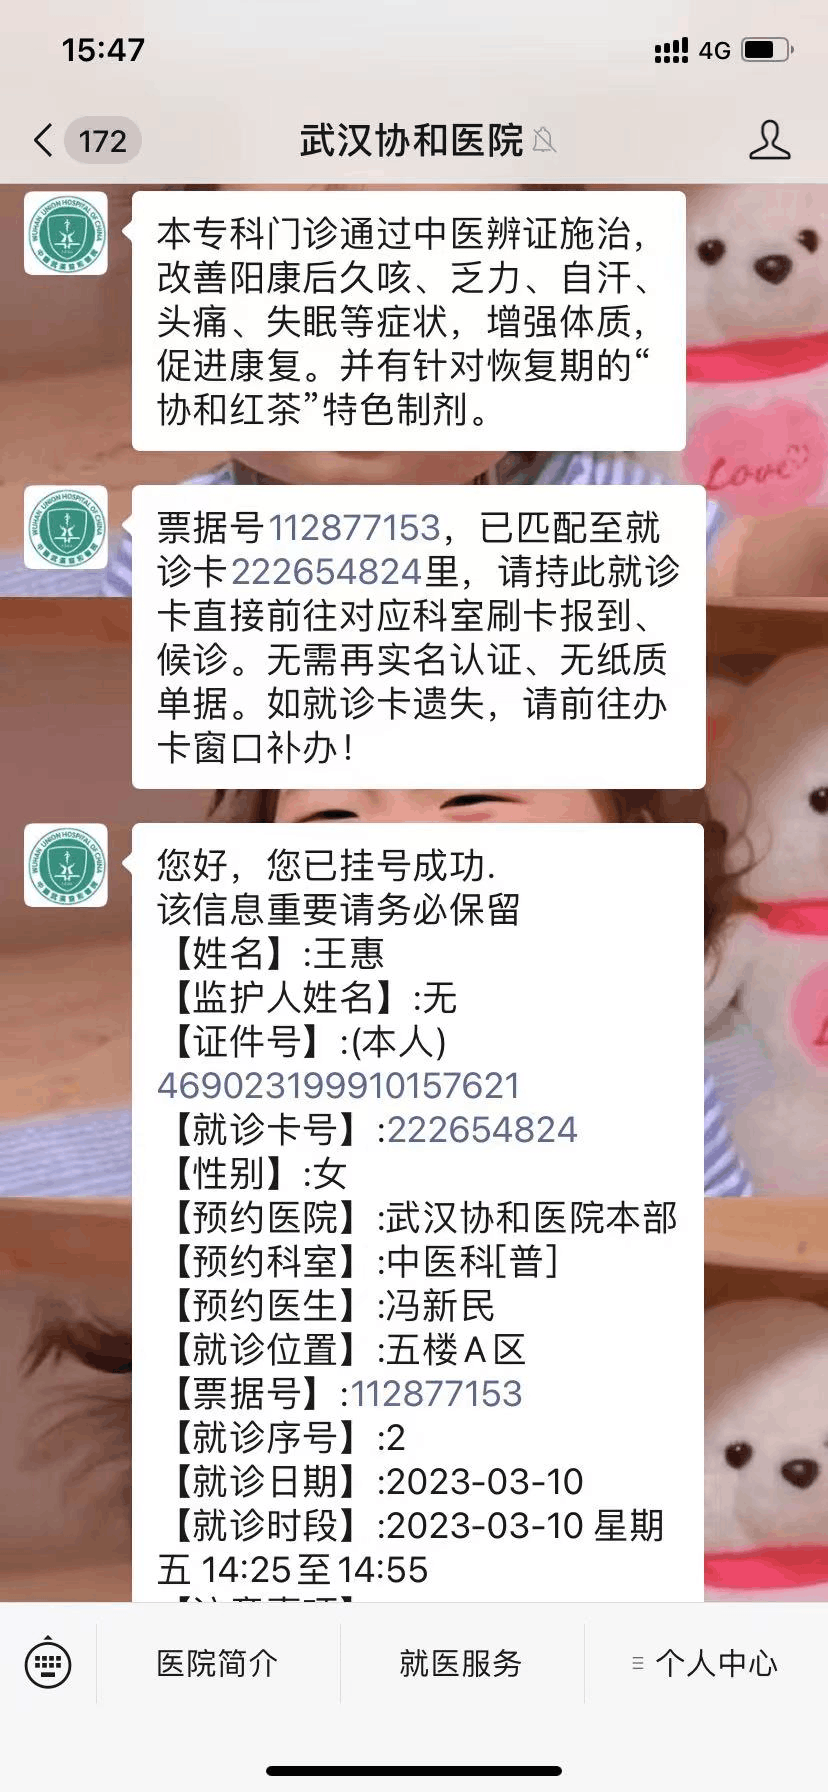 15:47
4G
172
武汉协和医院
本专科门诊通过中医辨证施治，
改善阳康后久咳、乏力、自汗、
头痛、失眠等症状，增强体质，
促进康复。并有针对恢复期的“
协和红茶”特色制剂。
Love
票据号112877153，已匹配至就
诊卡222654824里，请持此就诊
卡直接前往对应科室刷卡报到、
候诊。无需再实名认证、无纸质
单据。如就诊卡遗失，请前往办
卡窗口补办！
您好，您已挂号成功.
该信息重要请务必保留
【姓名】:王惠
【监护人姓名】:无
【证件号】:(本人)
469023199910157621
【就诊卡号】:222654824
【性别】:女
【预约医院】:武汉协和医院本部
【预约科室】:中医科[普]
【预约医生】:冯新民
【就诊位置】:五楼A区
【票据号】:112877153
【就诊序号】:2
【就诊日期】:2023-03-10
【就诊时段】:2023-03-10 星期
五 14:25至14:55
医院简介
就医服务
个人中心